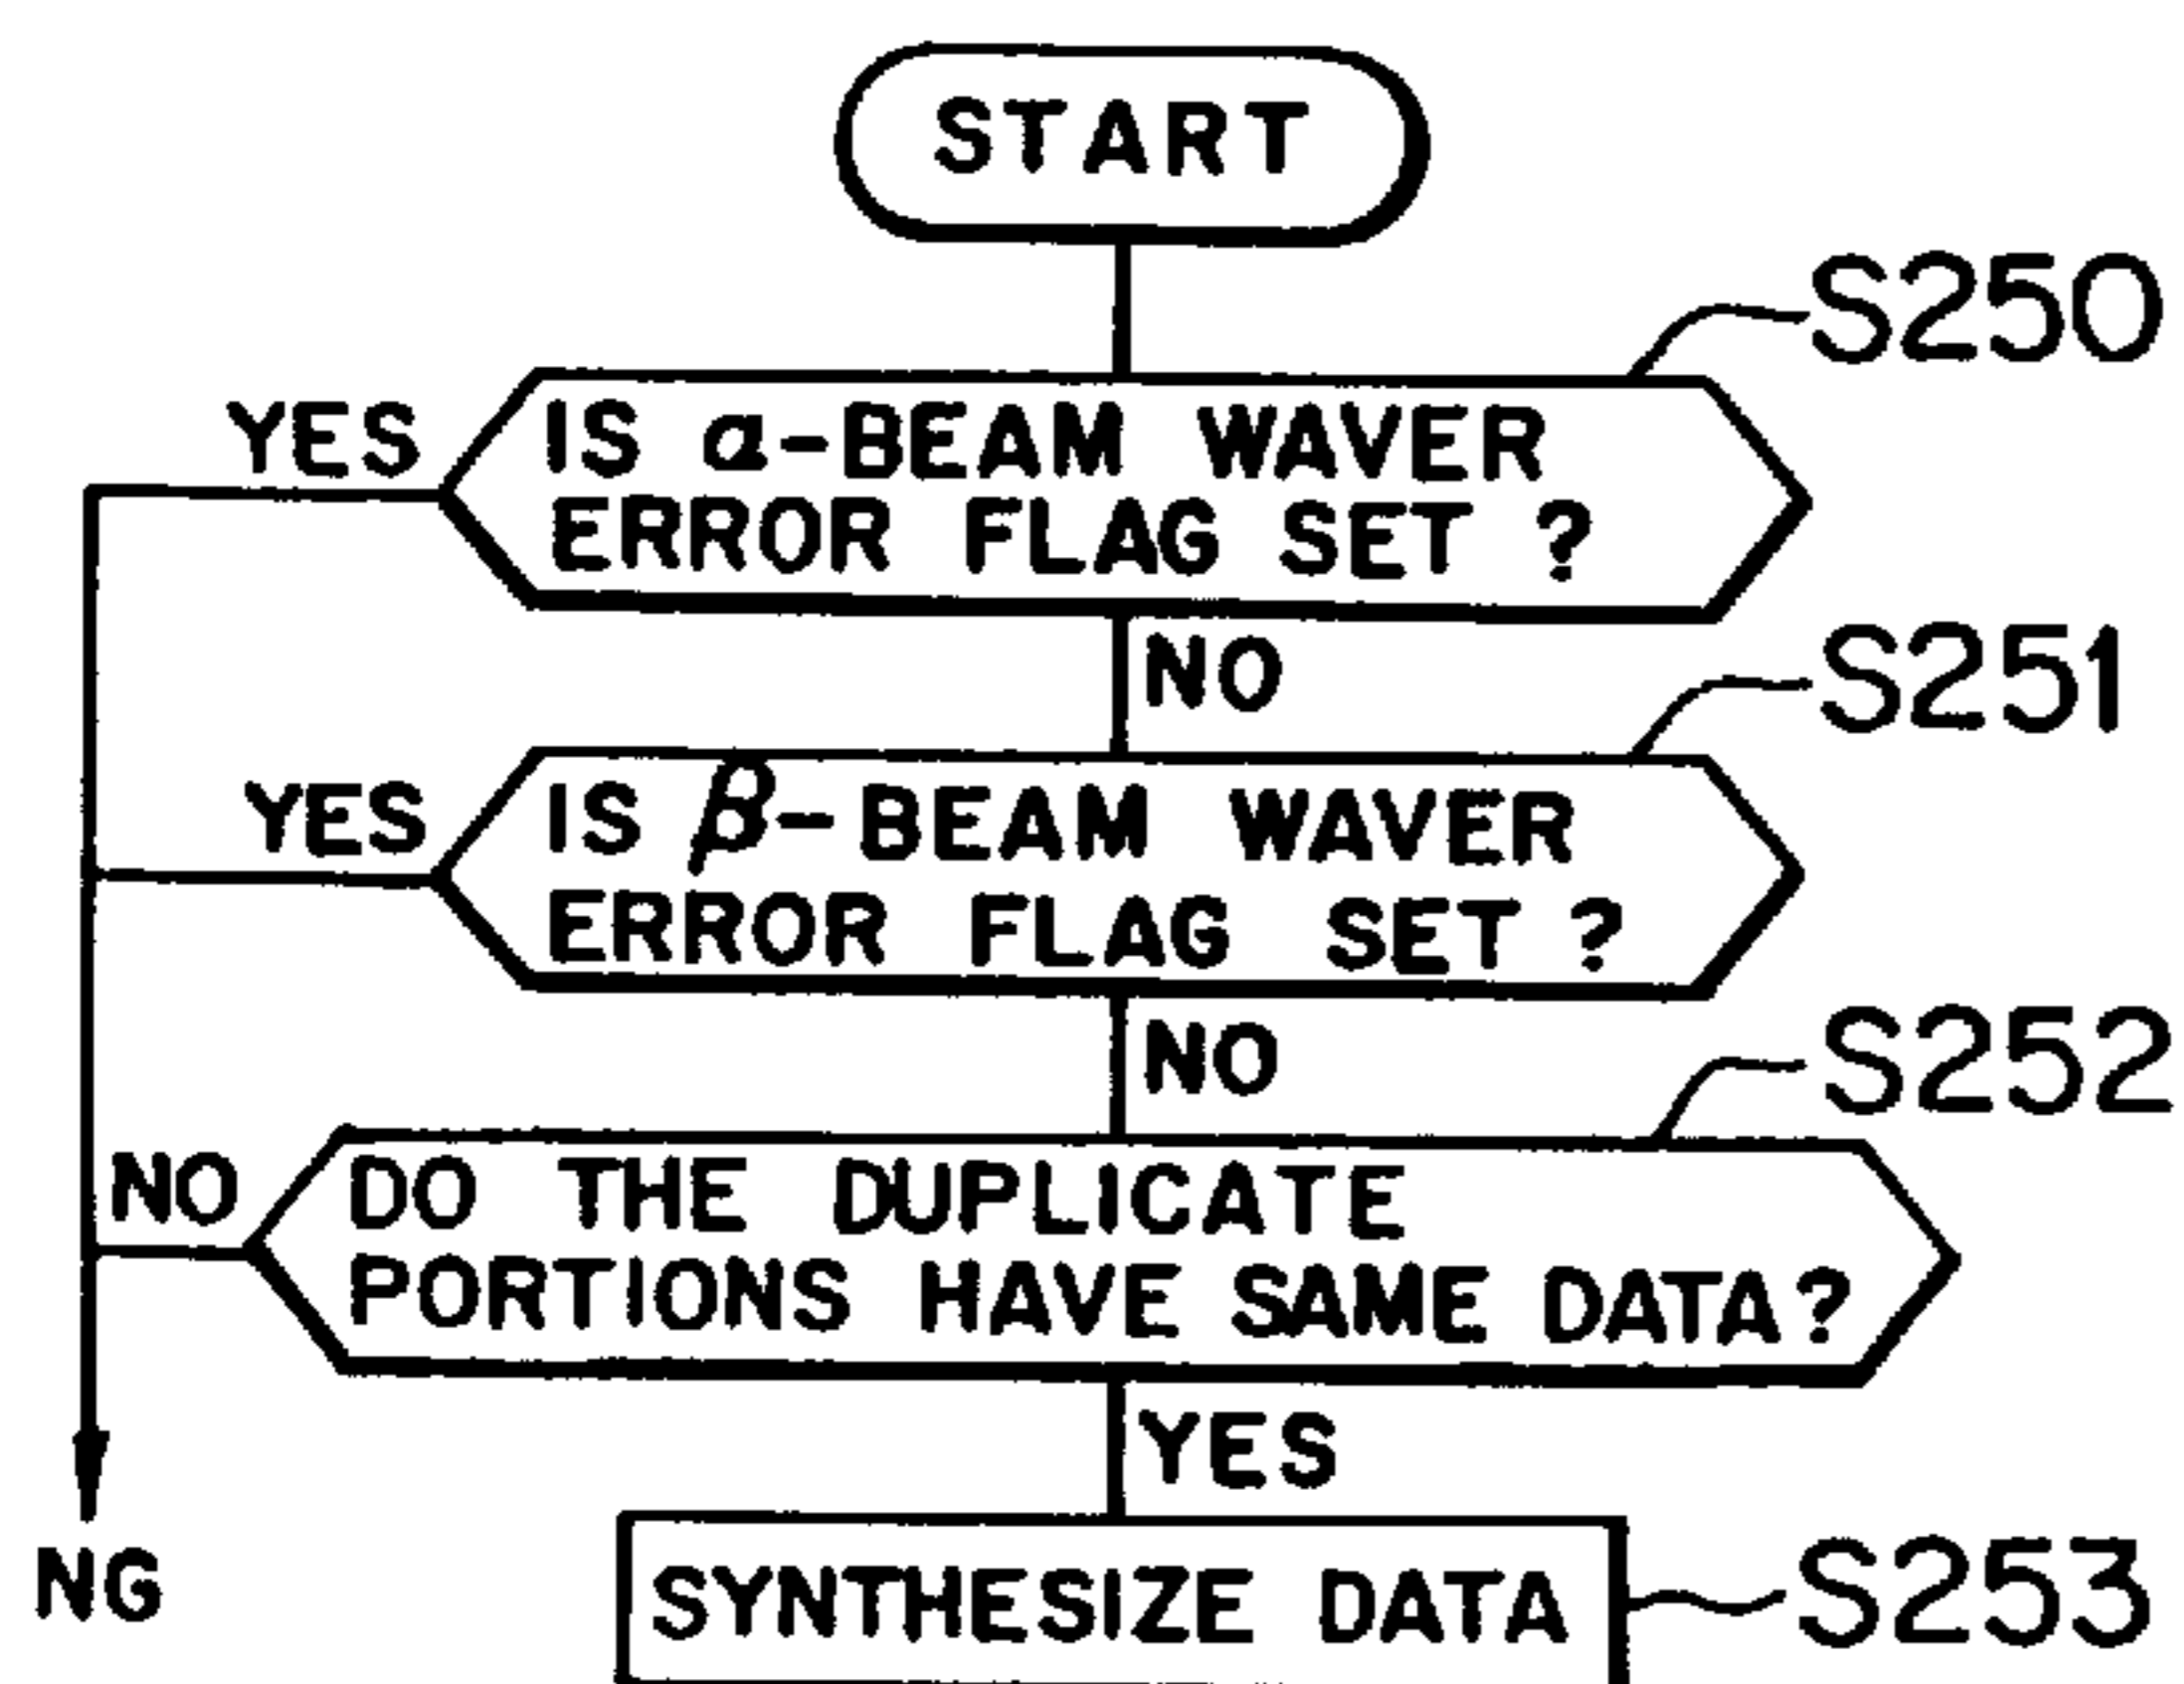 START
S250
YES
IS α-BEAM WAVER
ERROR FLAG SET ?
NO
S251
YES
IS β-BEAM WAVER
ERROR FLAG SET ?
NO
S252
NO
DO THE DUPLICATE
PORTIONS HAVE SAME DATA?
YES
NG
SYNTHESIZE DATA
S253